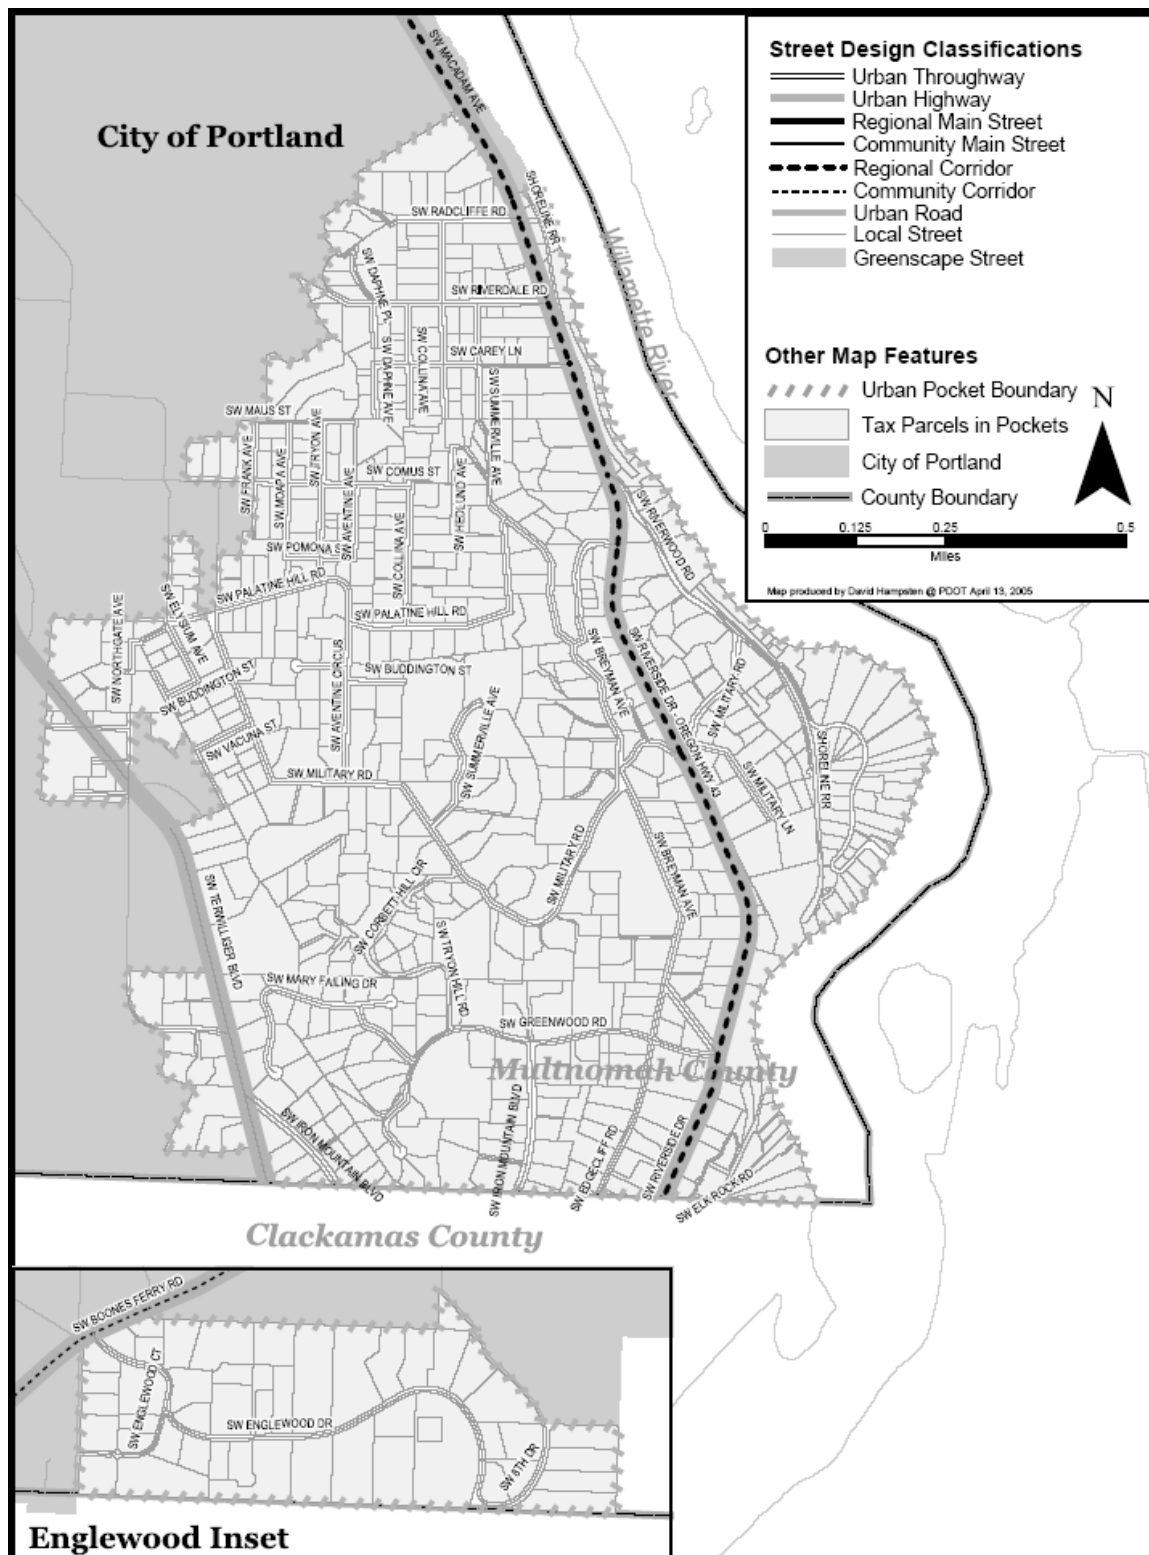 City of Portland
SW MACADAM AVE
SHORELINE RR
SW RADCLIFFE RD
Willamette River
SW DAPHNE PL
SW RIVERDALE RD
SW DAPHNE AVE
SW COLLINA AVE
SW CAREY LN
SW SUMMERVILLE AVE
SW MAUS ST
SW FRANK AVE
SW MOAPA AVE
SW TRYON AVE
SW AVENTINE AVE
SW COMUS ST
SW HEDLUND AVE
SW COLLINA AVE
SW RIVERWOOD RD
SW POMONA S
SW PALATINE HILL RD
SW PALATINE HILL RD
SW NORTHGATE AVE
SW ELYSIUM AVE
SW BUDDINGTON ST
SW BUDDINGTON ST
SW AVENTINE CIRCUS
SW BREYMAN AVE
SW RIVERSIDE DR - OREGON HWY 43
SW MILITARY RD
SW VACUNA ST
SW MILITARY RD
SW SUMMERVILLE AVE
SW MILITARY LN
SHORELINE RR
SW MILITARY RD
SW BREYMAN AVE
SW TERWILLIGER BLVD
SW CORBETT HILL CIR
SW TRYON HILL RD
SW MARY FAILING DR
SW GREENWOOD RD
Multnomah County
SW IRON MOUNTAIN BLVD
SW IRON MOUNTAIN BLVD
SW EDGECLIFF RD
SW RIVERSIDE DR
SW ELK ROCK RD
Clackamas County
Street Design Classifications
Urban Throughway
Urban Highway
Regional Main Street
Community Main Street
Regional Corridor
Community Corridor
Urban Road
Local Street
Greenscape Street
Other Map Features
Urban Pocket Boundary
N
Tax Parcels in Pockets
City of Portland
County Boundary
0 0.125 0.25 0.5
Miles
Map produced by David Hampsten @ PDOT April 13, 2005
SW BOONES FERRY RD
SW ENGLEWOOD CT
SW ENGLEWOOD DR
SW 8TH DR
Englewood Inset